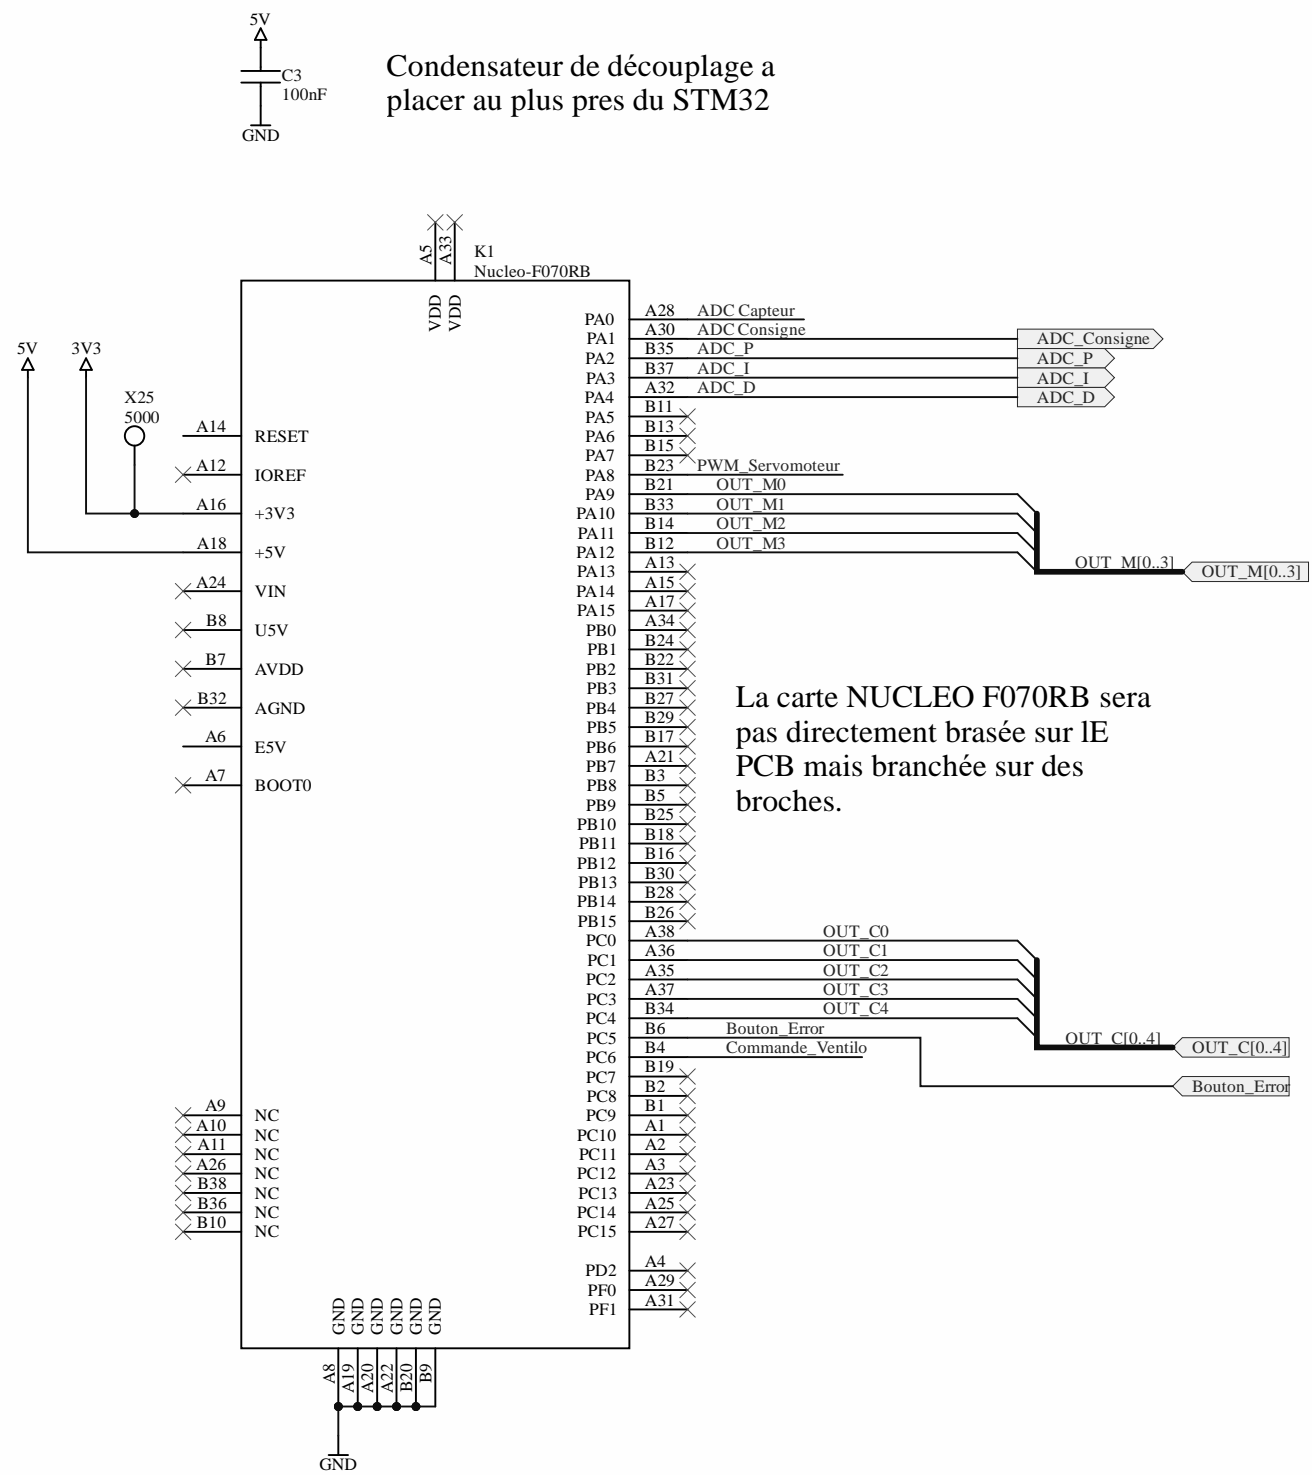 5V
C3
100nF
GND
Condensateur de découplage a
placer au plus pres du STM32
A5
A33
K1
Nucleo-F070RB
VDD
VDD
5V
3V3
X25
5000
A14 RESET
A12 IOREF
A16 +3V3
A18 +5V
A24 VIN
B8 U5V
B7 AVDD
B32 AGND
A6 E5V
A7 BOOT0
A9 NC
A10 NC
A11 NC
A26 NC
B38 NC
B36 NC
B10 NC
PA0 A28 ADC Capteur
PA1 A30 ADC Consigne ADC_Consigne
PA2 B35 ADC_P ADC_P
PA3 B37 ADC_I ADC_I
PA4 A32 ADC_D ADC_D
PA5 B11
PA6 B13
PA7 B15
PA8 B23 PWM_Servomoteur
PA9 B21 OUT_M0
PA10 B33 OUT_M1
PA11 B14 OUT_M2
PA12 B12 OUT_M3
OUT_M[0..3] OUT_M[0..3]
PA13 A13
PA14 A15
PA15 A17
PB0 A34
PB1 B24
PB2 B22
PB3 B31
PB4 B27
PB5 B29
PB6 B17
PB7 A21
PB8 B3
PB9 B5
PB10 B25
PB11 B18
PB12 B16
PB13 B30
PB14 B28
PB15 B26
La carte NUCLEO F070RB sera
pas directement brasée sur lE
PCB mais branchée sur des
broches.
PC0 A38 OUT_C0
PC1 A36 OUT_C1
PC2 A35 OUT_C2
PC3 A37 OUT_C3
PC4 B34 OUT_C4
PC5 B6 Bouton_Error
PC6 B4 Commande_Ventilo
OUT_C[0..4] OUT_C[0..4]
Bouton_Error
PC7 B19
PC8 B2
PC9 B1
PC10 A1
PC11 A2
PC12 A3
PC13 A23
PC14 A25
PC15 A27
PD2 A4
PF0 A29
PF1 A31
GND
GND
GND
GND
GND
GND
A8
A19
A20
A22
B20
B9
GND